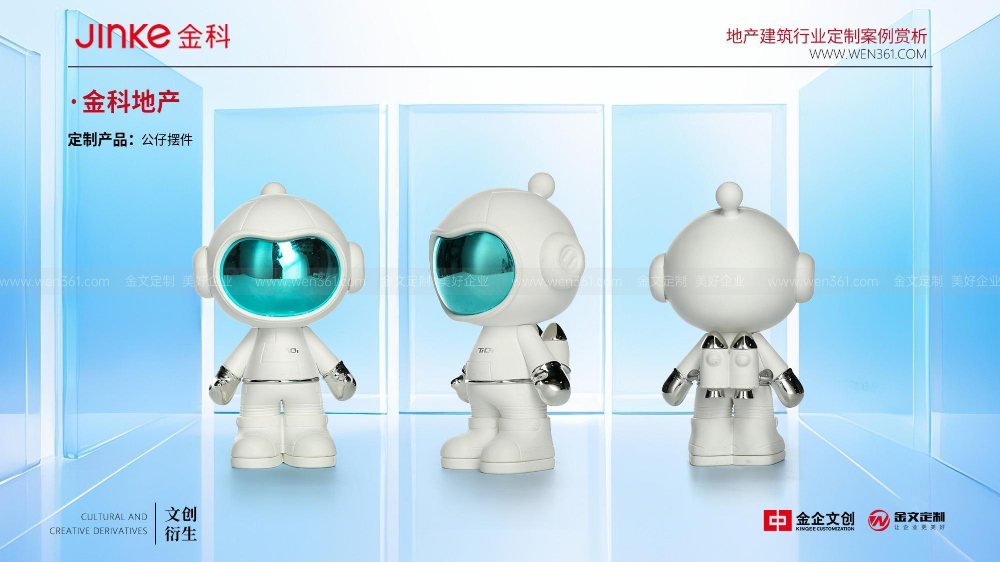 JINKE 金科
地产建筑行业定制案例赏析
WWW.WEN361.COM
·金科地产
定制产品：公仔摆件
www.wen361.com 金文定制 美好企业 www.wen361.com 金文定制 美好企业 www.wen361.com 金文定制 美好企业 www.wen361.com 金文定制 美好企业
CULTURAL AND
CREATIVE DERIVATIVES
文创
衍生
金企文创
KINQEE CUSTOMIZATION
金文定制
让企业更美好